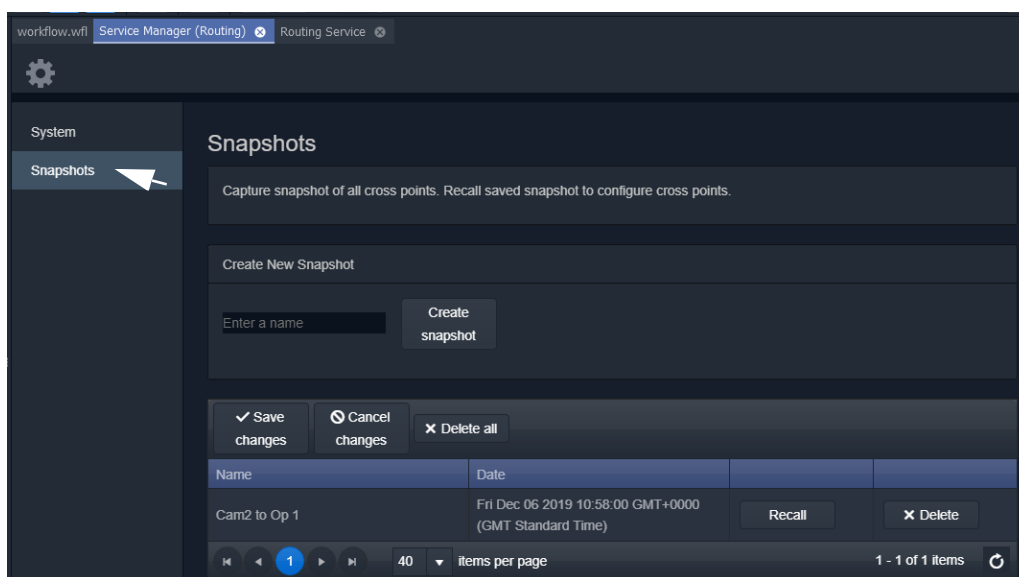 workflow.wfl Service Manager (Routing) Routing Service
System
Snapshots
Snapshots
Capture snapshot of all cross points. Recall saved snapshot to configure cross points.
Create New Snapshot
Enter a name
Create
snapshot
Save
changes
Cancel
changes
Delete all
Name Date
Cam2 to Op 1
Fri Dec 06 2019 10:58:00 GMT+0000
(GMT Standard Time)
Recall
Delete
1 40 items per page 1 - 1 of 1 items